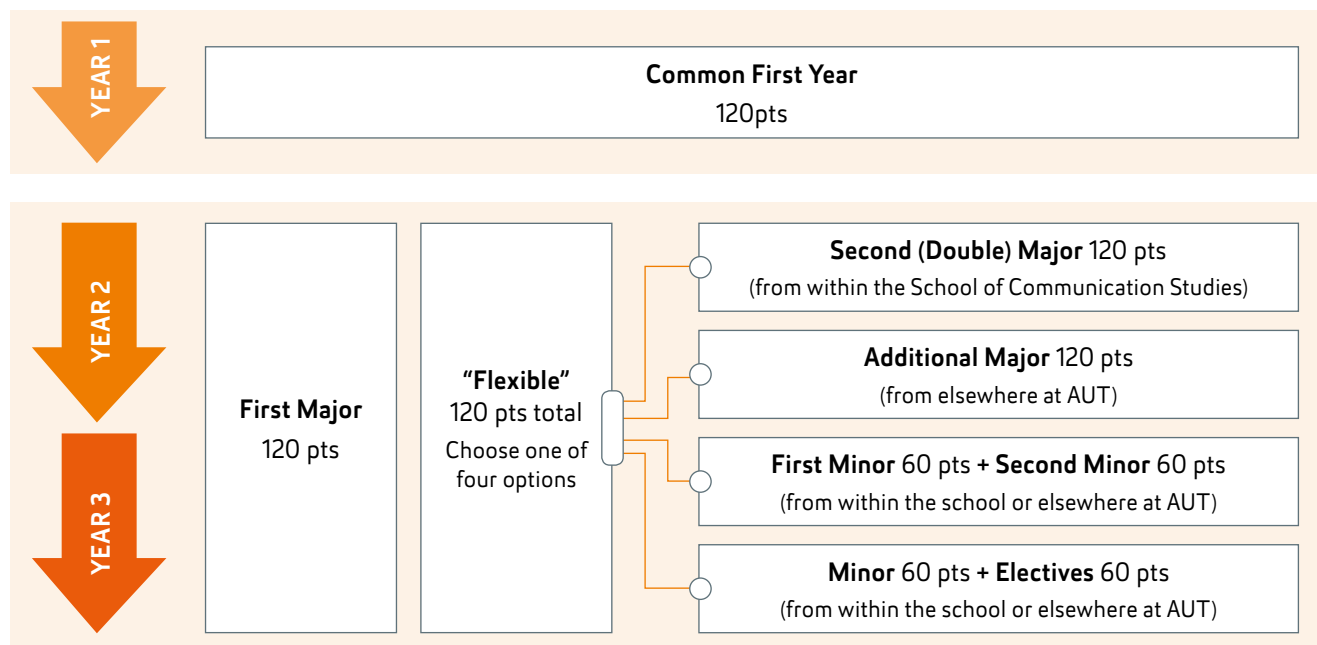 YEAR 1
Common First Year
120pts
YEAR 2
YEAR 3
First Major
120 pts
“Flexible”
120 pts total
Choose one of
four options
Second (Double) Major 120 pts
(from within the School of Communication Studies)
Additional Major 120 pts
(from elsewhere at AUT)
First Minor 60 pts + Second Minor 60 pts
(from within the school or elsewhere at AUT)
Minor 60 pts + Electives 60 pts
(from within the school or elsewhere at AUT)